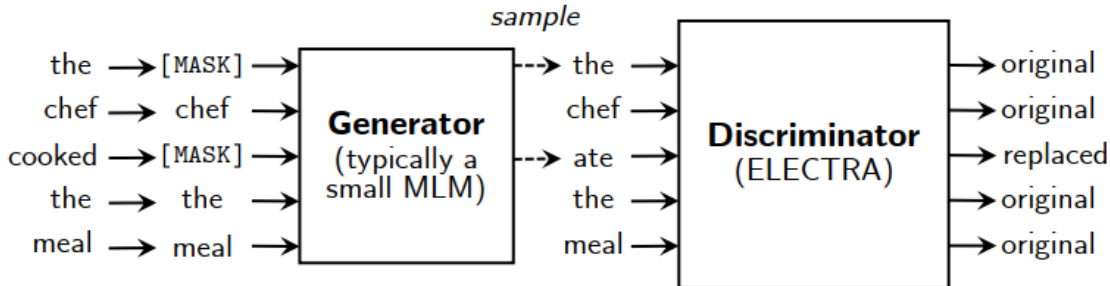 sample
the [MASK] the original
chef chef chef original
cooked [MASK] ate replaced
the the the original
meal meal meal original
Generator
(typically a
small MLM)
Discriminator
(ELECTRA)